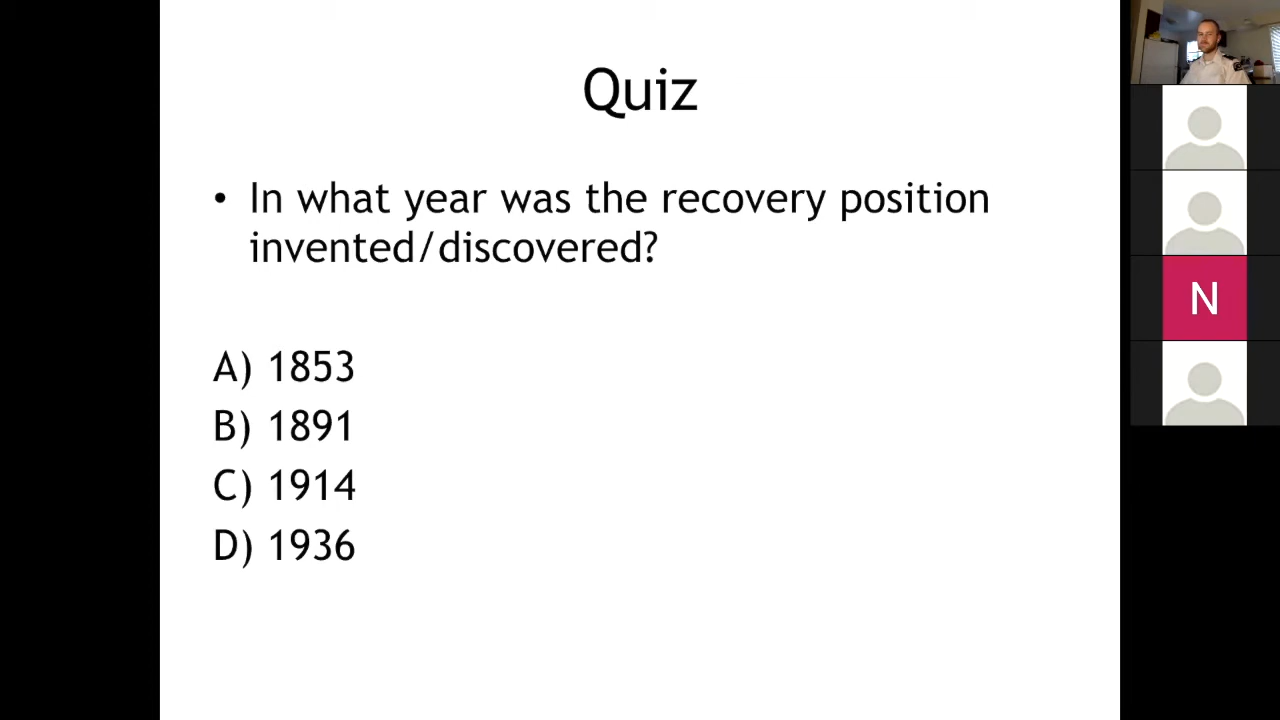 Quiz
• In what year was the recovery position
invented/discovered?
A) 1853
B) 1891
C) 1914
D) 1936
N